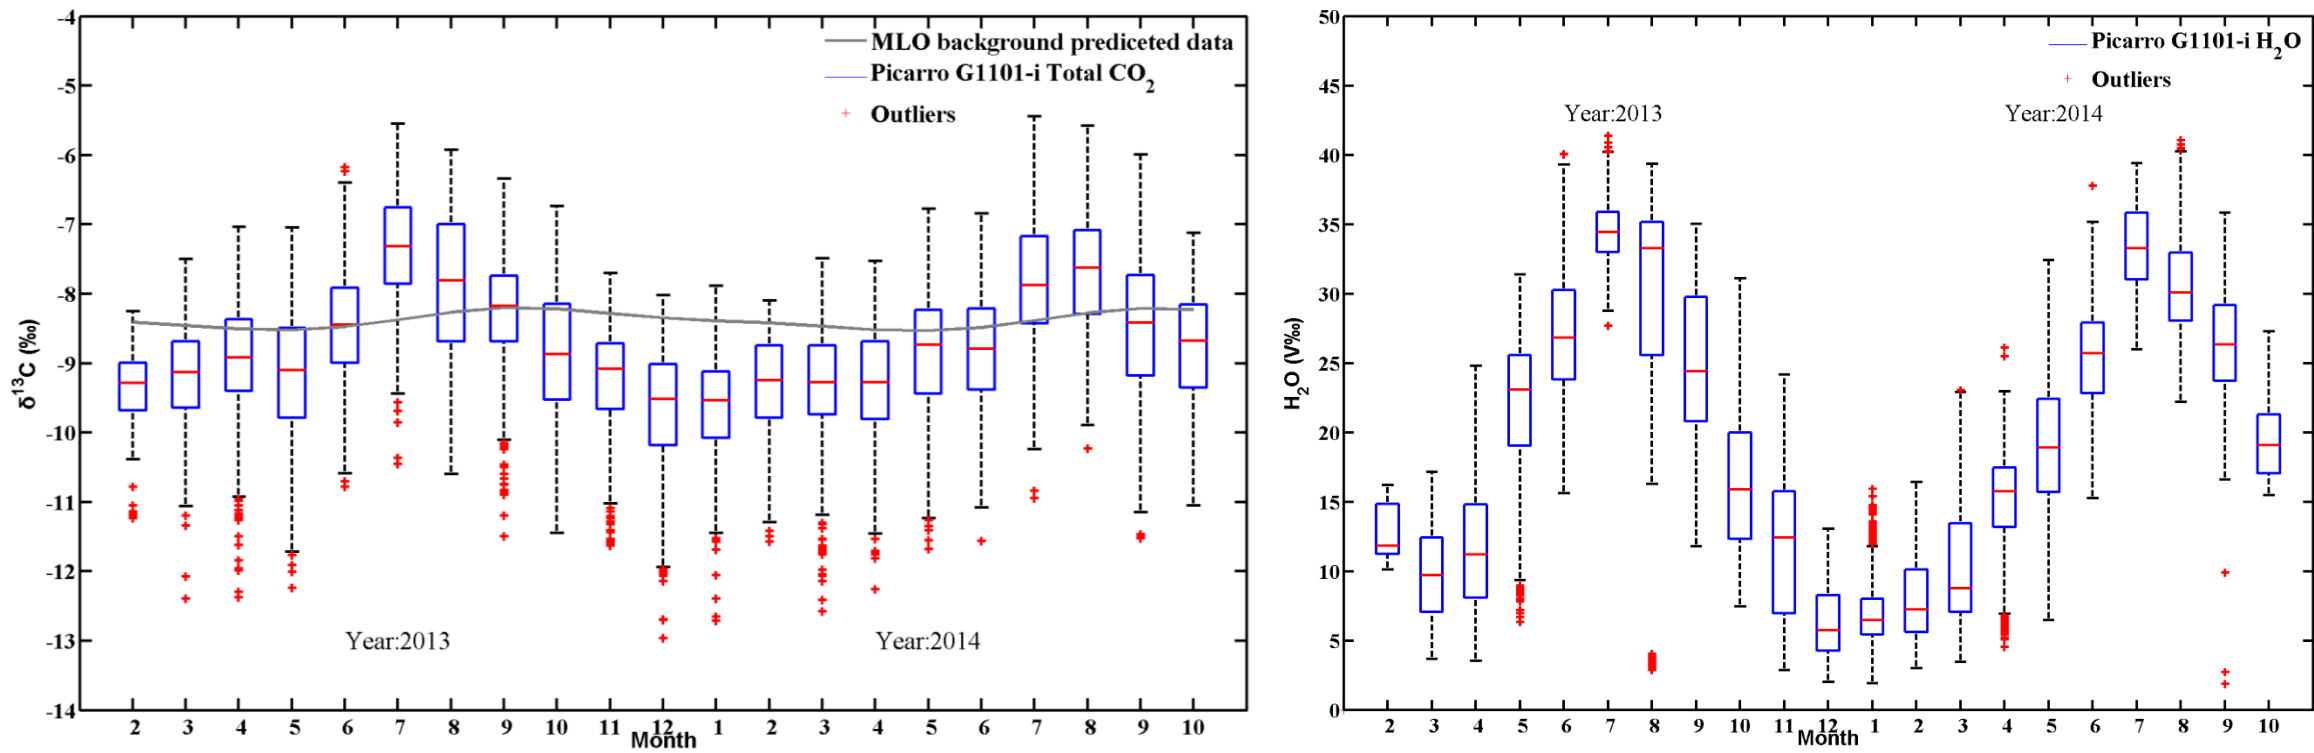 -4
-5
-6
-7
-8
-9
-10
-11
-12
-13
-14
δ¹³C (‰)
MLO background prediceted data
Picarro G1101-i Total CO₂
Outliers
Year:2013
Year:2014
2 3 4 5 6 7 8 9 10 11 12 1 2 3 4 5 6 7 8 9 10
Month
50
45
40
35
30
25
20
15
10
5
0
H₂O (V‰)
Picarro G1101-i H₂O
Outliers
Year:2013
Year:2014
2 3 4 5 6 7 8 9 10 11 12 1 2 3 4 5 6 7 8 9 10
Month